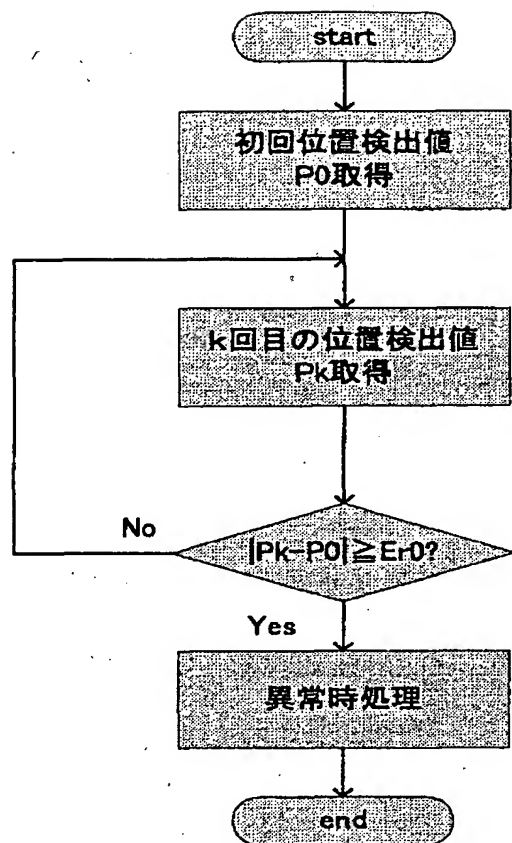 start
初回位置検出値
P0取得
k回目の位置検出値
Pk取得
|Pk-P0|≧Er0?
No
Yes
異常時処理
end